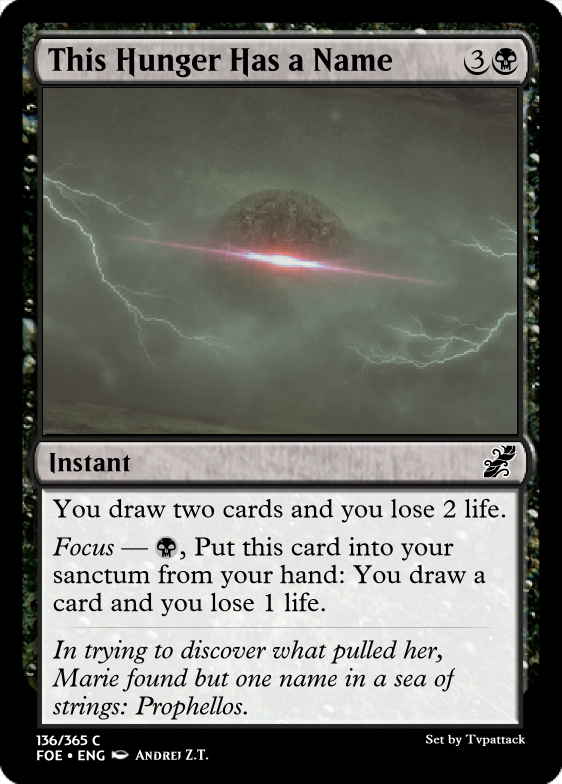 This Hunger Has a Name 3
Instant
You draw two cards and you lose 2 life.
Focus — , Put this card into your
sanctum from your hand: You draw a
card and you lose 1 life.
In trying to discover what pulled her,
Marie found but one name in a sea of
strings: Prophellos.
136/365 C
Set by Tvpattack
FOE • ENG Andrej Z.T.